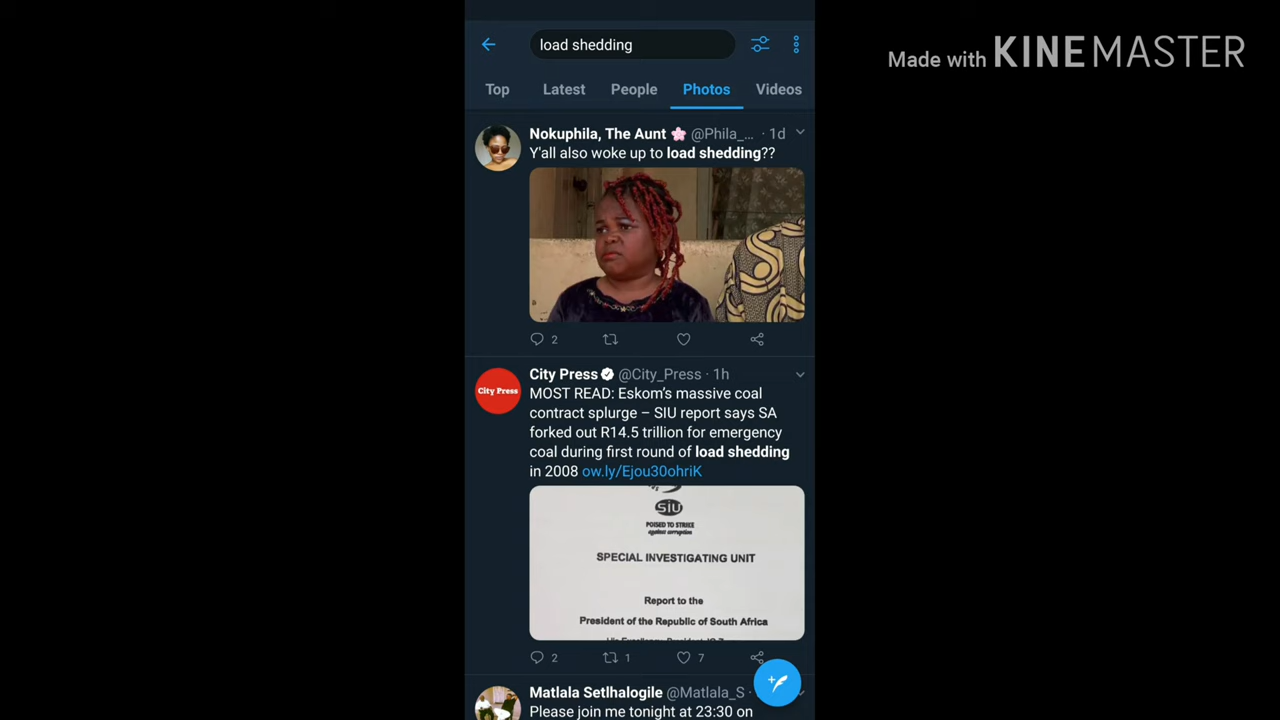 load shedding
Made with KINEMASTER
Top Latest People Photos Videos
Nokuphila, The Aunt 🌸 @Phila_... · 1d
Y'all also woke up to load shedding??
2
City Press @City_Press · 1h
City Press
MOST READ: Eskom’s massive coal
contract splurge – SIU report says SA
forked out R14.5 trillion for emergency
coal during first round of load shedding
in 2008 ow.ly/Ejou30ohriK
SIU
POISED TO STRIKE
against corruption
SPECIAL INVESTIGATING UNIT
Report to the
President of the Republic of South Africa
2 1 7
Matlala Setlhalogile @Matlala_S ·
Please join me tonight at 23:30 on